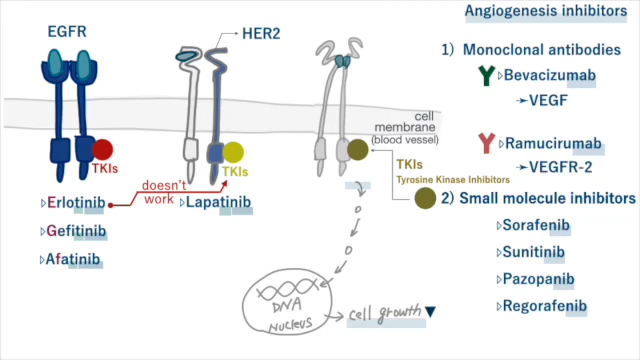 EGFR
HER2
TKIs
TKIs
doesn't
work
Erlotinib
Gefitinib
Afatinib
Lapatinib
cell
membrane
(blood vessel)
TKIs
Tyrosine Kinase Inhibitors
DNA
NUCLEUS
cell growth
Angiogenesis inhibitors
1) Monoclonal antibodies
Bevacizumab
→VEGF
Ramucirumab
→VEGFR-2
2) Small molecule inhibitors
Sorafenib
Sunitinib
Pazopanib
Regorafenib